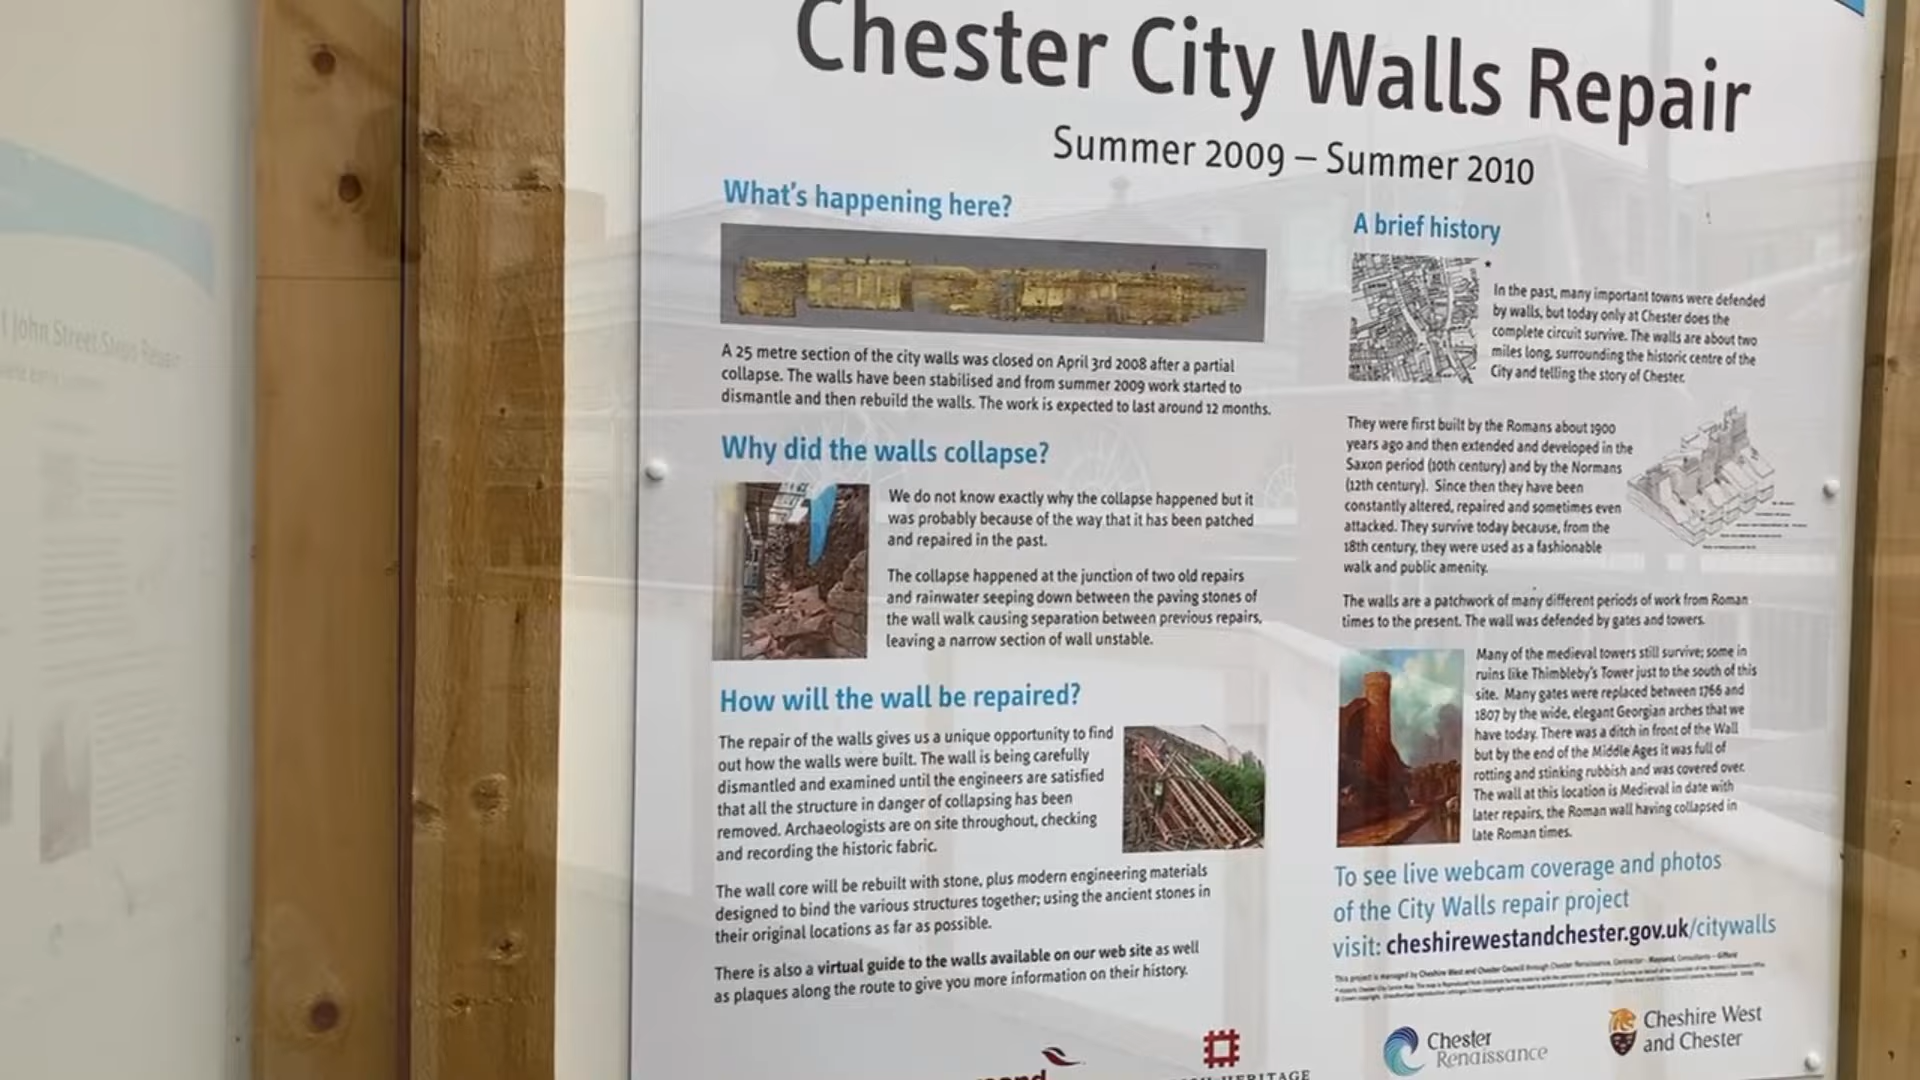 Chester City Walls Repair
Summer 2009 – Summer 2010
What's happening here?
A 25 metre section of the city walls was closed on April 3rd 2008 after a partial
collapse. The walls have been stabilised and from summer 2009 work started to
dismantle and then rebuild the walls. The work is expected to last around 12 months.
Why did the walls collapse?
We do not know exactly why the collapse happened but it
was probably because of the way that it has been patched
and repaired in the past.
The collapse happened at the junction of two old repairs
and rainwater seeping down between the paving stones of
the wall walk causing separation between previous repairs,
leaving a narrow section of wall unstable.
How will the wall be repaired?
The repair of the walls gives us a unique opportunity to find
out how the walls were built. The wall is being carefully
dismantled and examined until the engineers are satisfied
that all the structure in danger of collapsing has been
removed. Archaeologists are on site throughout, checking
and recording the historic fabric.
The wall core will be rebuilt with stone, plus modern engineering materials
designed to bind the various structures together; using the ancient stones in
their original locations as far as possible.
There is also a virtual guide to the walls available on our web site as well
as plaques along the route to give you more information on their history.
A brief history
*
In the past, many important towns were defended
by walls, but today only at Chester does the
complete circuit survive. The walls are about two
miles long, surrounding the historic centre of the
City and telling the story of Chester.
They were first built by the Romans about 1900
years ago and then extended and developed in the
Saxon period (10th century) and by the Normans
(12th century). Since then they have been
constantly altered, repaired and sometimes even
attacked. They survive today because, from the
18th century, they were used as a fashionable
walk and public amenity.
The walls are a patchwork of many different periods of work from Roman
times to the present. The wall was defended by gates and towers.
Many of the medieval towers still survive; some in
ruins like Thimbleby's Tower just to the south of this
site. Many gates were replaced between 1766 and
1807 by the wide, elegant Georgian arches that we
have today. There was a ditch in front of the Wall
but by the end of the Middle Ages it was full of
rotting and stinking rubbish and was covered over.
The wall at this location is Medieval in date with
later repairs, the Roman wall having collapsed in
late Roman times.
To see live webcam coverage and photos
of the City Walls repair project
visit: cheshirewestandchester.gov.uk/citywalls
This project is managed by Cheshire West and Chester Council through Chester Renaissance, Contractor - Maysand, Consultants - Gifford
Chester
Renaissance
Cheshire West
and Chester
HERITAGE
John Street Steps Repair